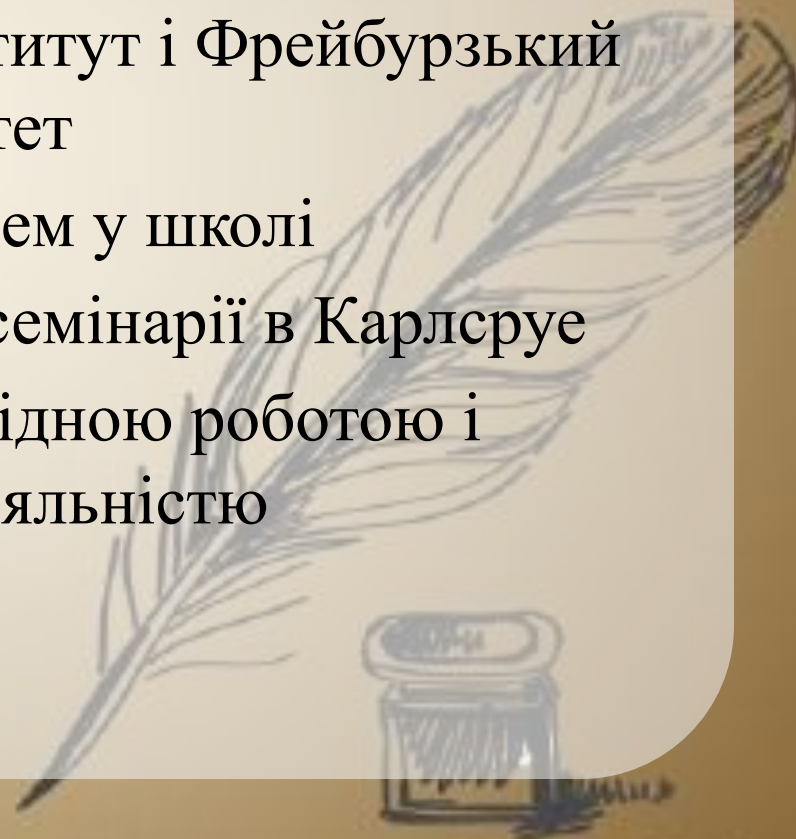 титут і Фрейбурзький
тет
ем у школі
семінарії в Карлсруе
ідною роботою і
яльністю